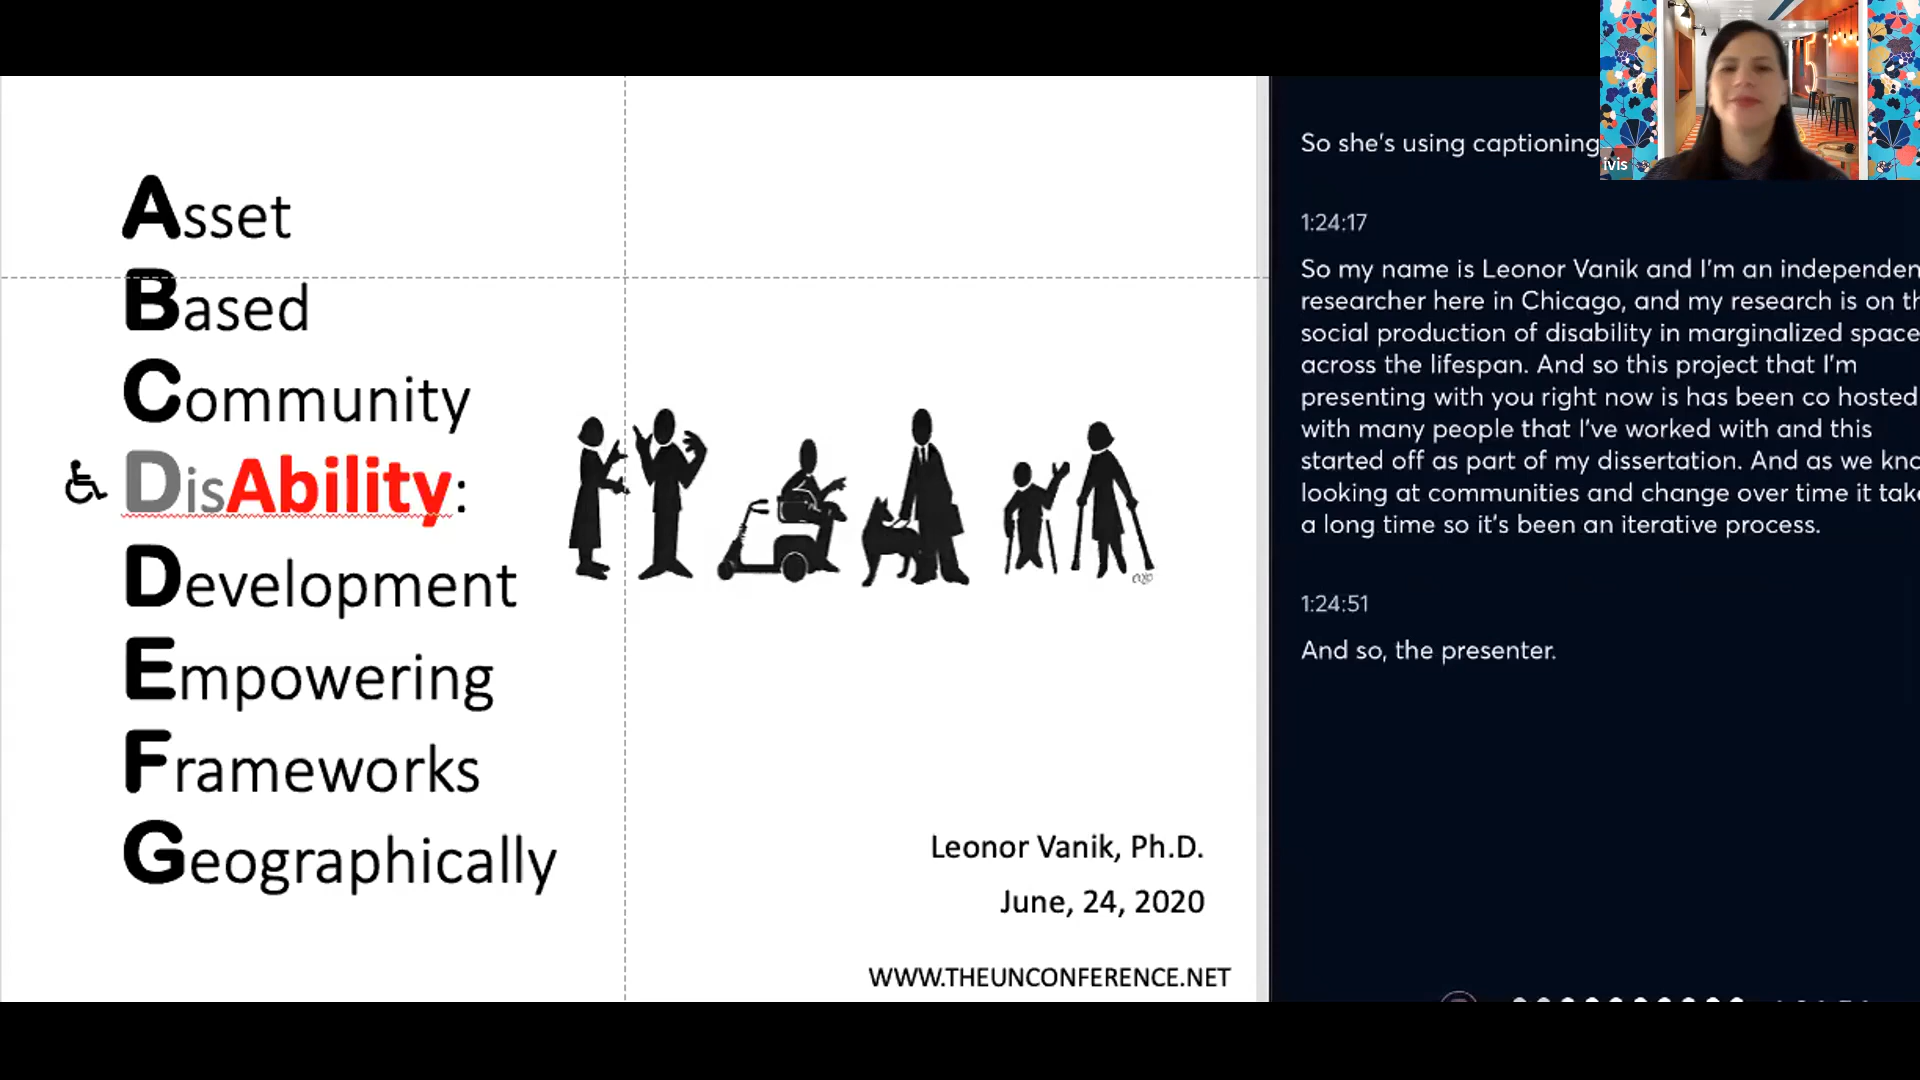 Asset
Based
Community
DisAbility:
Development
Empowering
Frameworks
Geographically
Leonor Vanik, Ph.D.
June, 24, 2020
WWW.THEUNCONFERENCE.NET
So she's using captioning
ivis
1:24:17
So my name is Leonor Vanik and I'm an independen
researcher here in Chicago, and my research is on th
social production of disability in marginalized space
across the lifespan. And so this project that I'm
presenting with you right now is has been co hosted
with many people that I've worked with and this
started off as part of my dissertation. And as we kno
looking at communities and change over time it take
a long time so it's been an iterative process.
1:24:51
And so, the presenter.